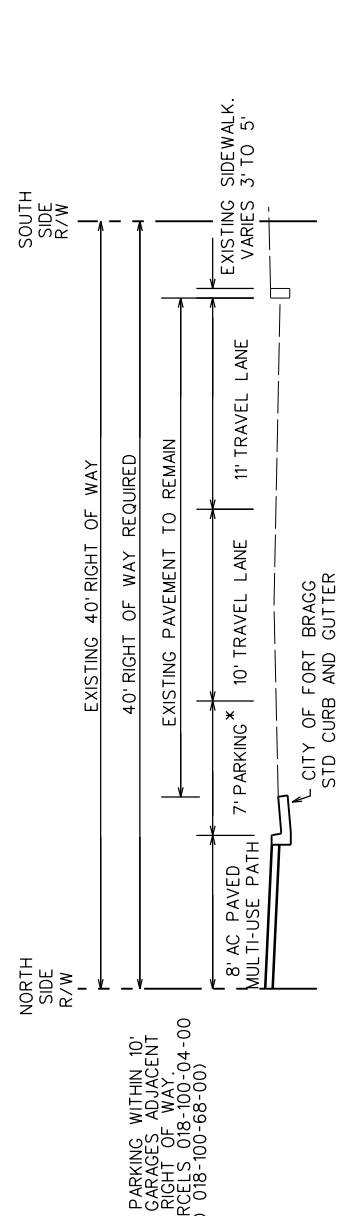 NORTH
SIDE
R/W
SOUTH
SIDE
R/W
EXISTING 40' RIGHT OF WAY
40' RIGHT OF WAY REQUIRED
EXISTING PAVEMENT TO REMAIN
8' AC PAVED
MULTI-USE PATH
7' PARKING*
10' TRAVEL LANE
11' TRAVEL LANE
EXISTING SIDEWALK.
VARIES 3' TO 5'
CITY OF FORT BRAGG
STD CURB AND GUTTER
PARKING WITHIN 10'
GARAGES ADJACENT
RIGHT OF WAY.
RCELS 018-100-04-00
018-100-68-00)